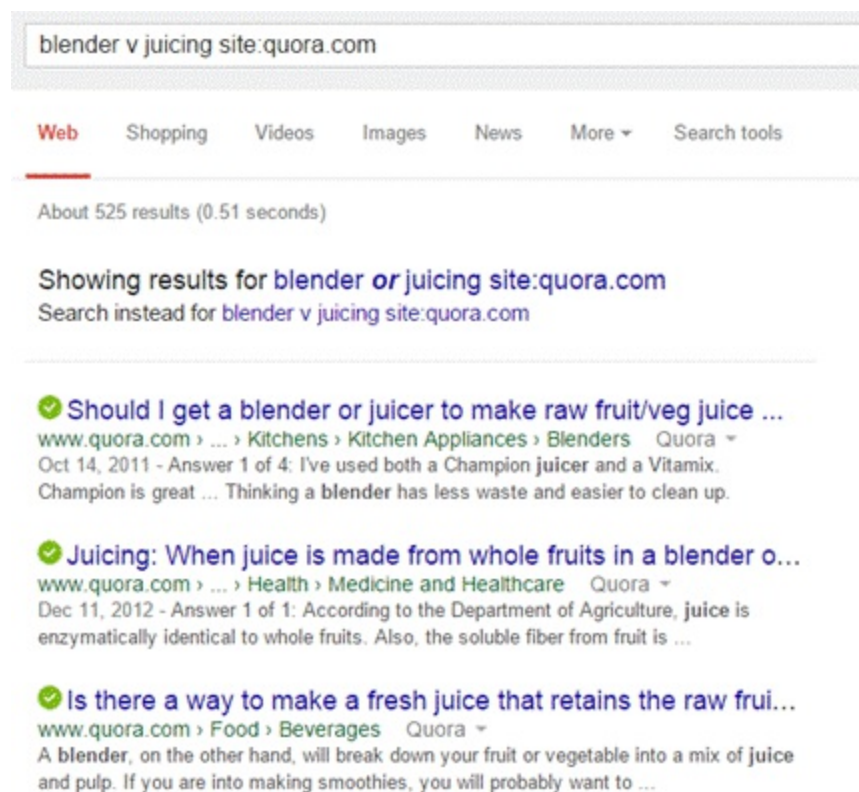 blender v juicing site:quora.com
Web Shopping Videos Images News More Search tools
About 525 results (0.51 seconds)
Showing results for blender or juicing site:quora.com
Search instead for blender v juicing site:quora.com
Should I get a blender or juicer to make raw fruit/veg juice ...
www.quora.com › ... › Kitchens › Kitchen Appliances › Blenders Quora
Oct 14, 2011 - Answer 1 of 4: I've used both a Champion juicer and a Vitamix.
Champion is great ... Thinking a blender has less waste and easier to clean up.
Juicing: When juice is made from whole fruits in a blender o...
www.quora.com › ... › Health › Medicine and Healthcare Quora
Dec 11, 2012 - Answer 1 of 1: According to the Department of Agriculture, juice is
enzymatically identical to whole fruits. Also, the soluble fiber from fruit is ...
Is there a way to make a fresh juice that retains the raw frui...
www.quora.com › Food › Beverages Quora
A blender, on the other hand, will break down your fruit or vegetable into a mix of juice
and pulp. If you are into making smoothies, you will probably want to ...